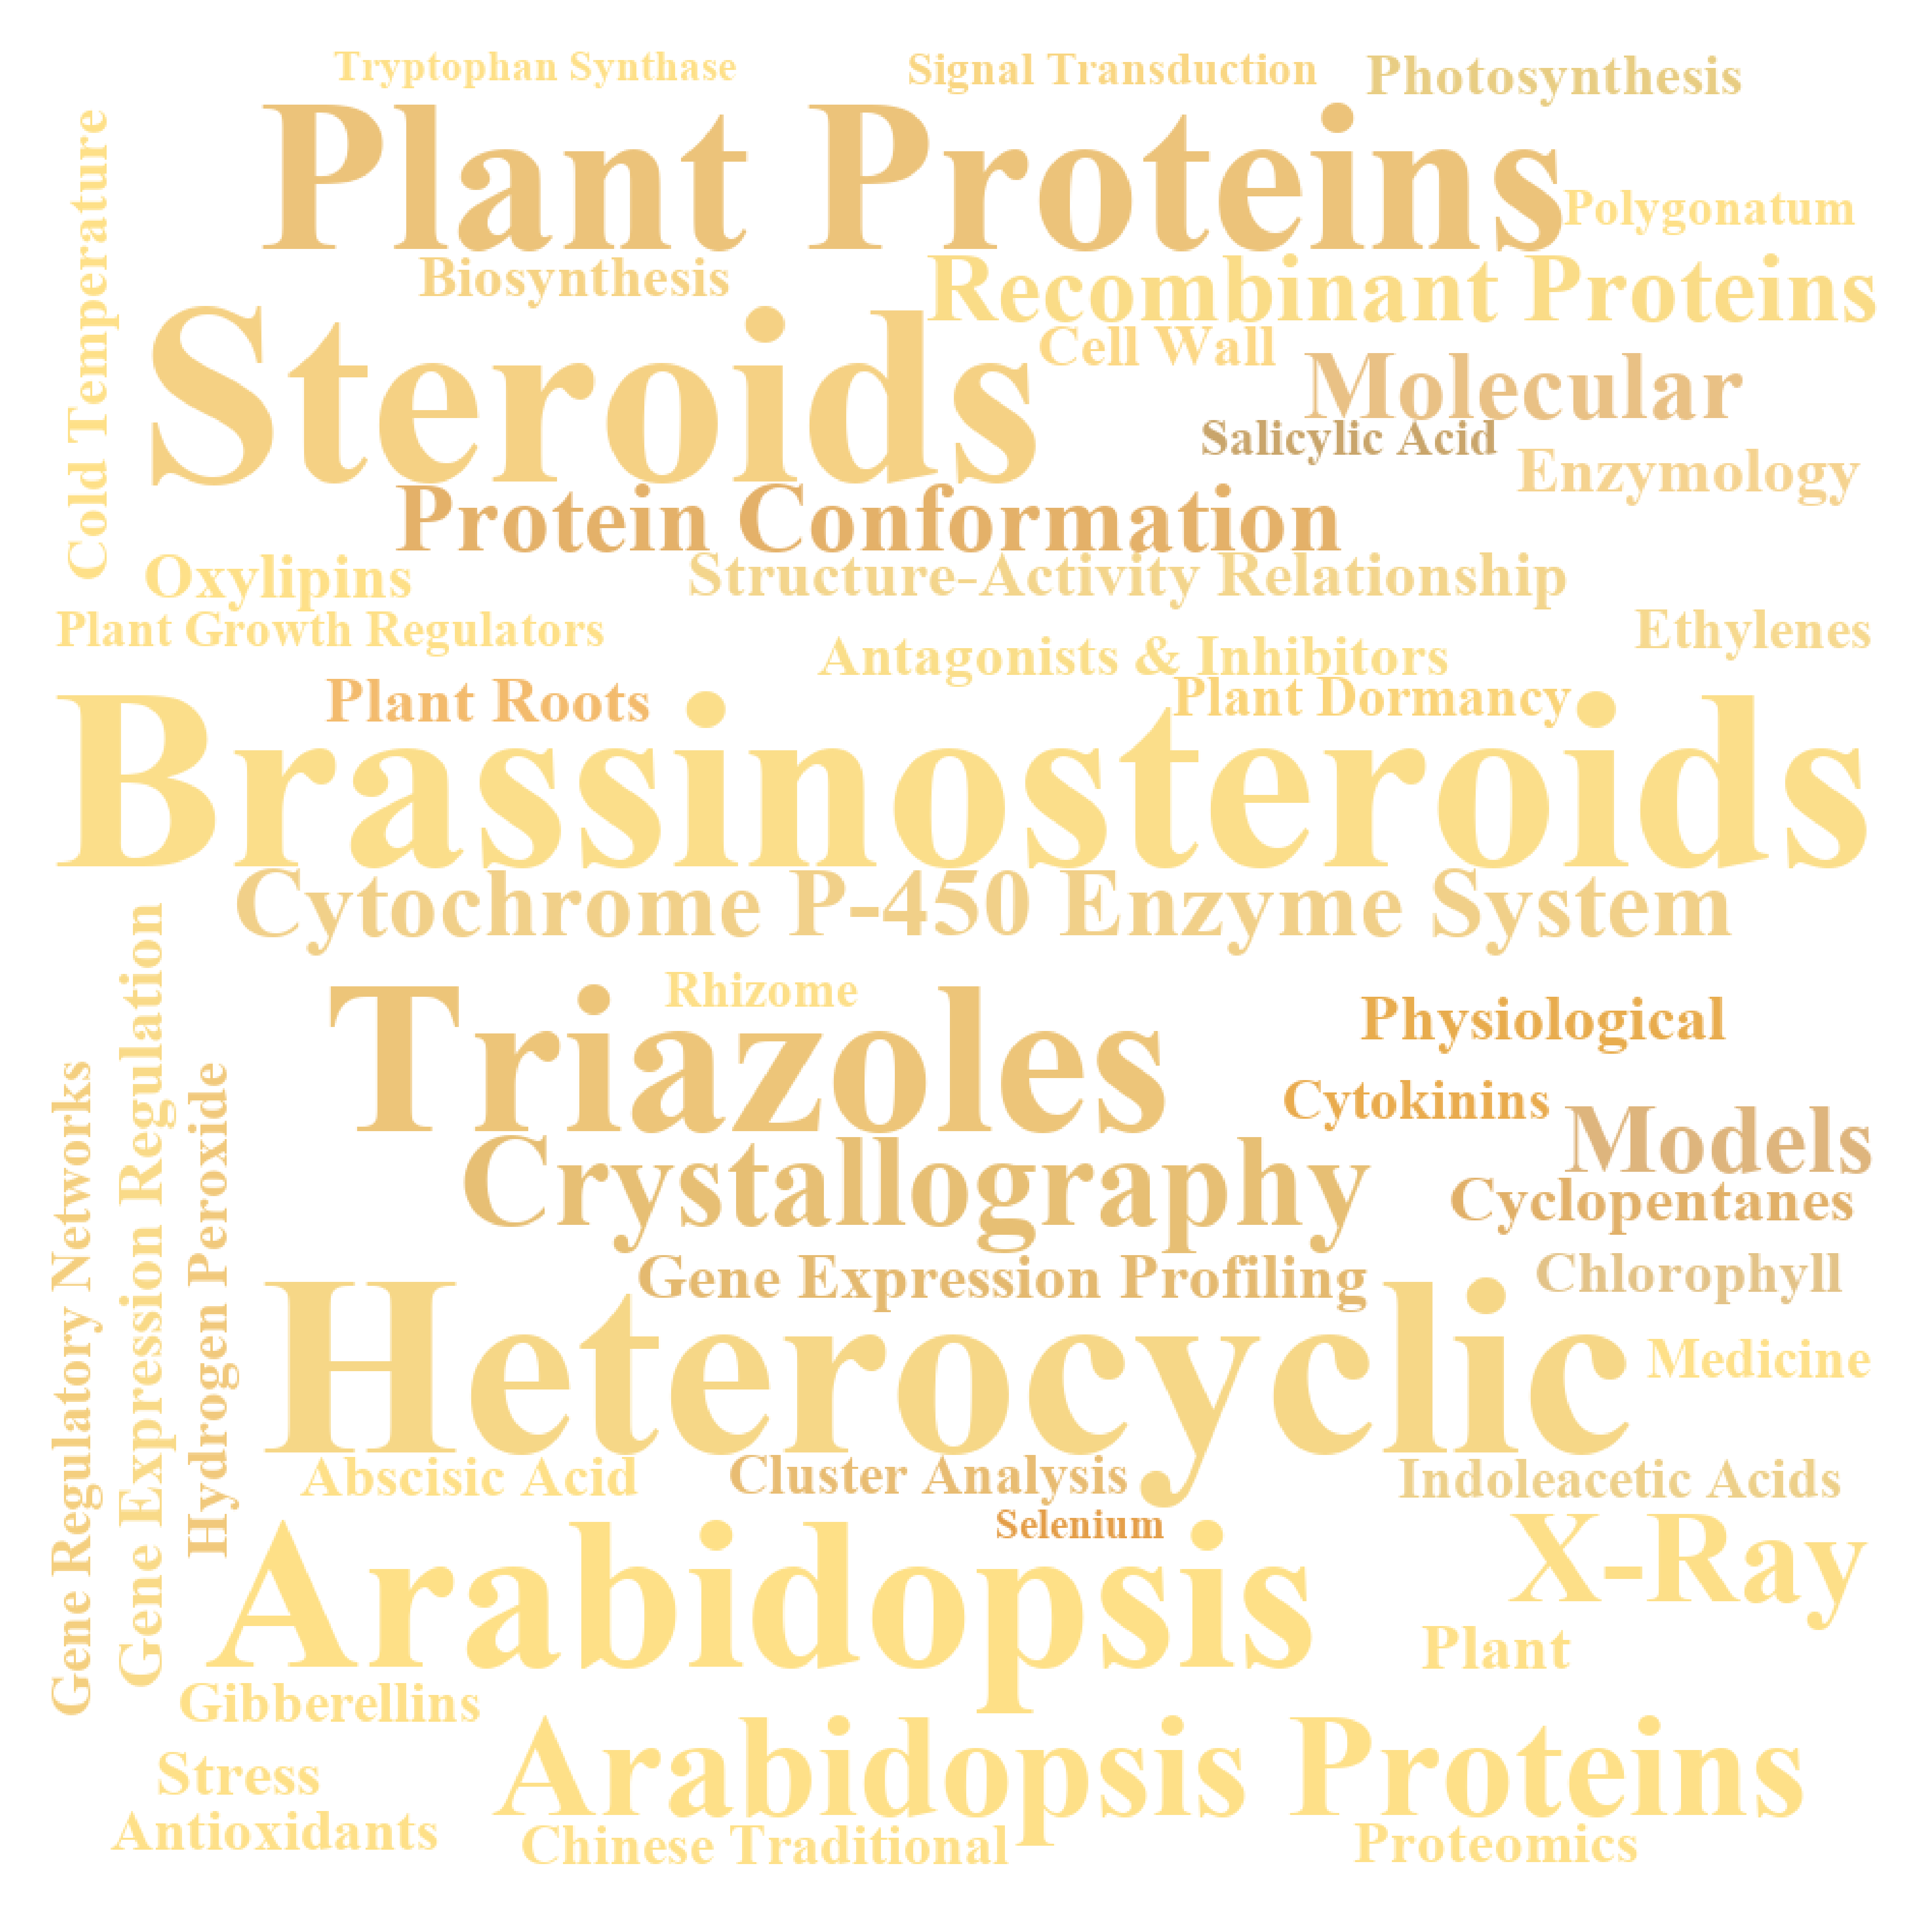 Tryptophan Synthase
Signal Transduction
Photosynthesis
Plant Proteins
Polygonatum
Cold Temperature
Biosynthesis
Recombinant Proteins
Steroids
Cell Wall
Molecular
Salicylic Acid
Enzymology
Protein Conformation
Oxylipins
Structure-Activity Relationship
Plant Growth Regulators
Ethylenes
Antagonists & Inhibitors
Plant Roots
Plant Dormancy
Brassinosteroids
Cytochrome P-450 Enzyme System
Rhizome
Triazoles
Physiological
Cytokinins
Models
Crystallography
Cyclopentanes
Gene Regulatory Networks
Gene Expression Regulation
Hydrogen Peroxide
Gene Expression Profiling
Chlorophyll
Heterocyclic
Medicine
Abscisic Acid
Cluster Analysis
Indoleacetic Acids
Selenium
Arabidopsis
X-Ray
Plant
Gibberellins
Arabidopsis Proteins
Stress
Antioxidants
Chinese Traditional
Proteomics